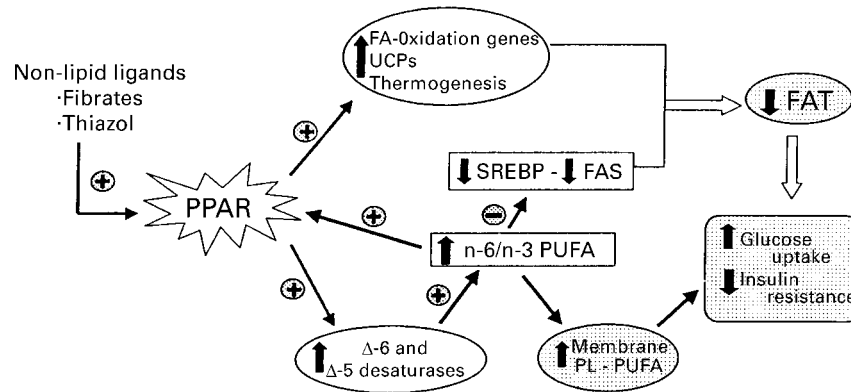 FA-0xidation genes
UCPs
Thermogenesis
Non-lipid ligands
·Fibrates
·Thiazol
FAT
+
+
SREBP - FAS
PPAR
+
−
n-6/n-3 PUFA
Glucose
uptake
Insulin
resistance
+
+
Δ-6 and
Δ-5 desaturases
Membrane
PL - PUFA